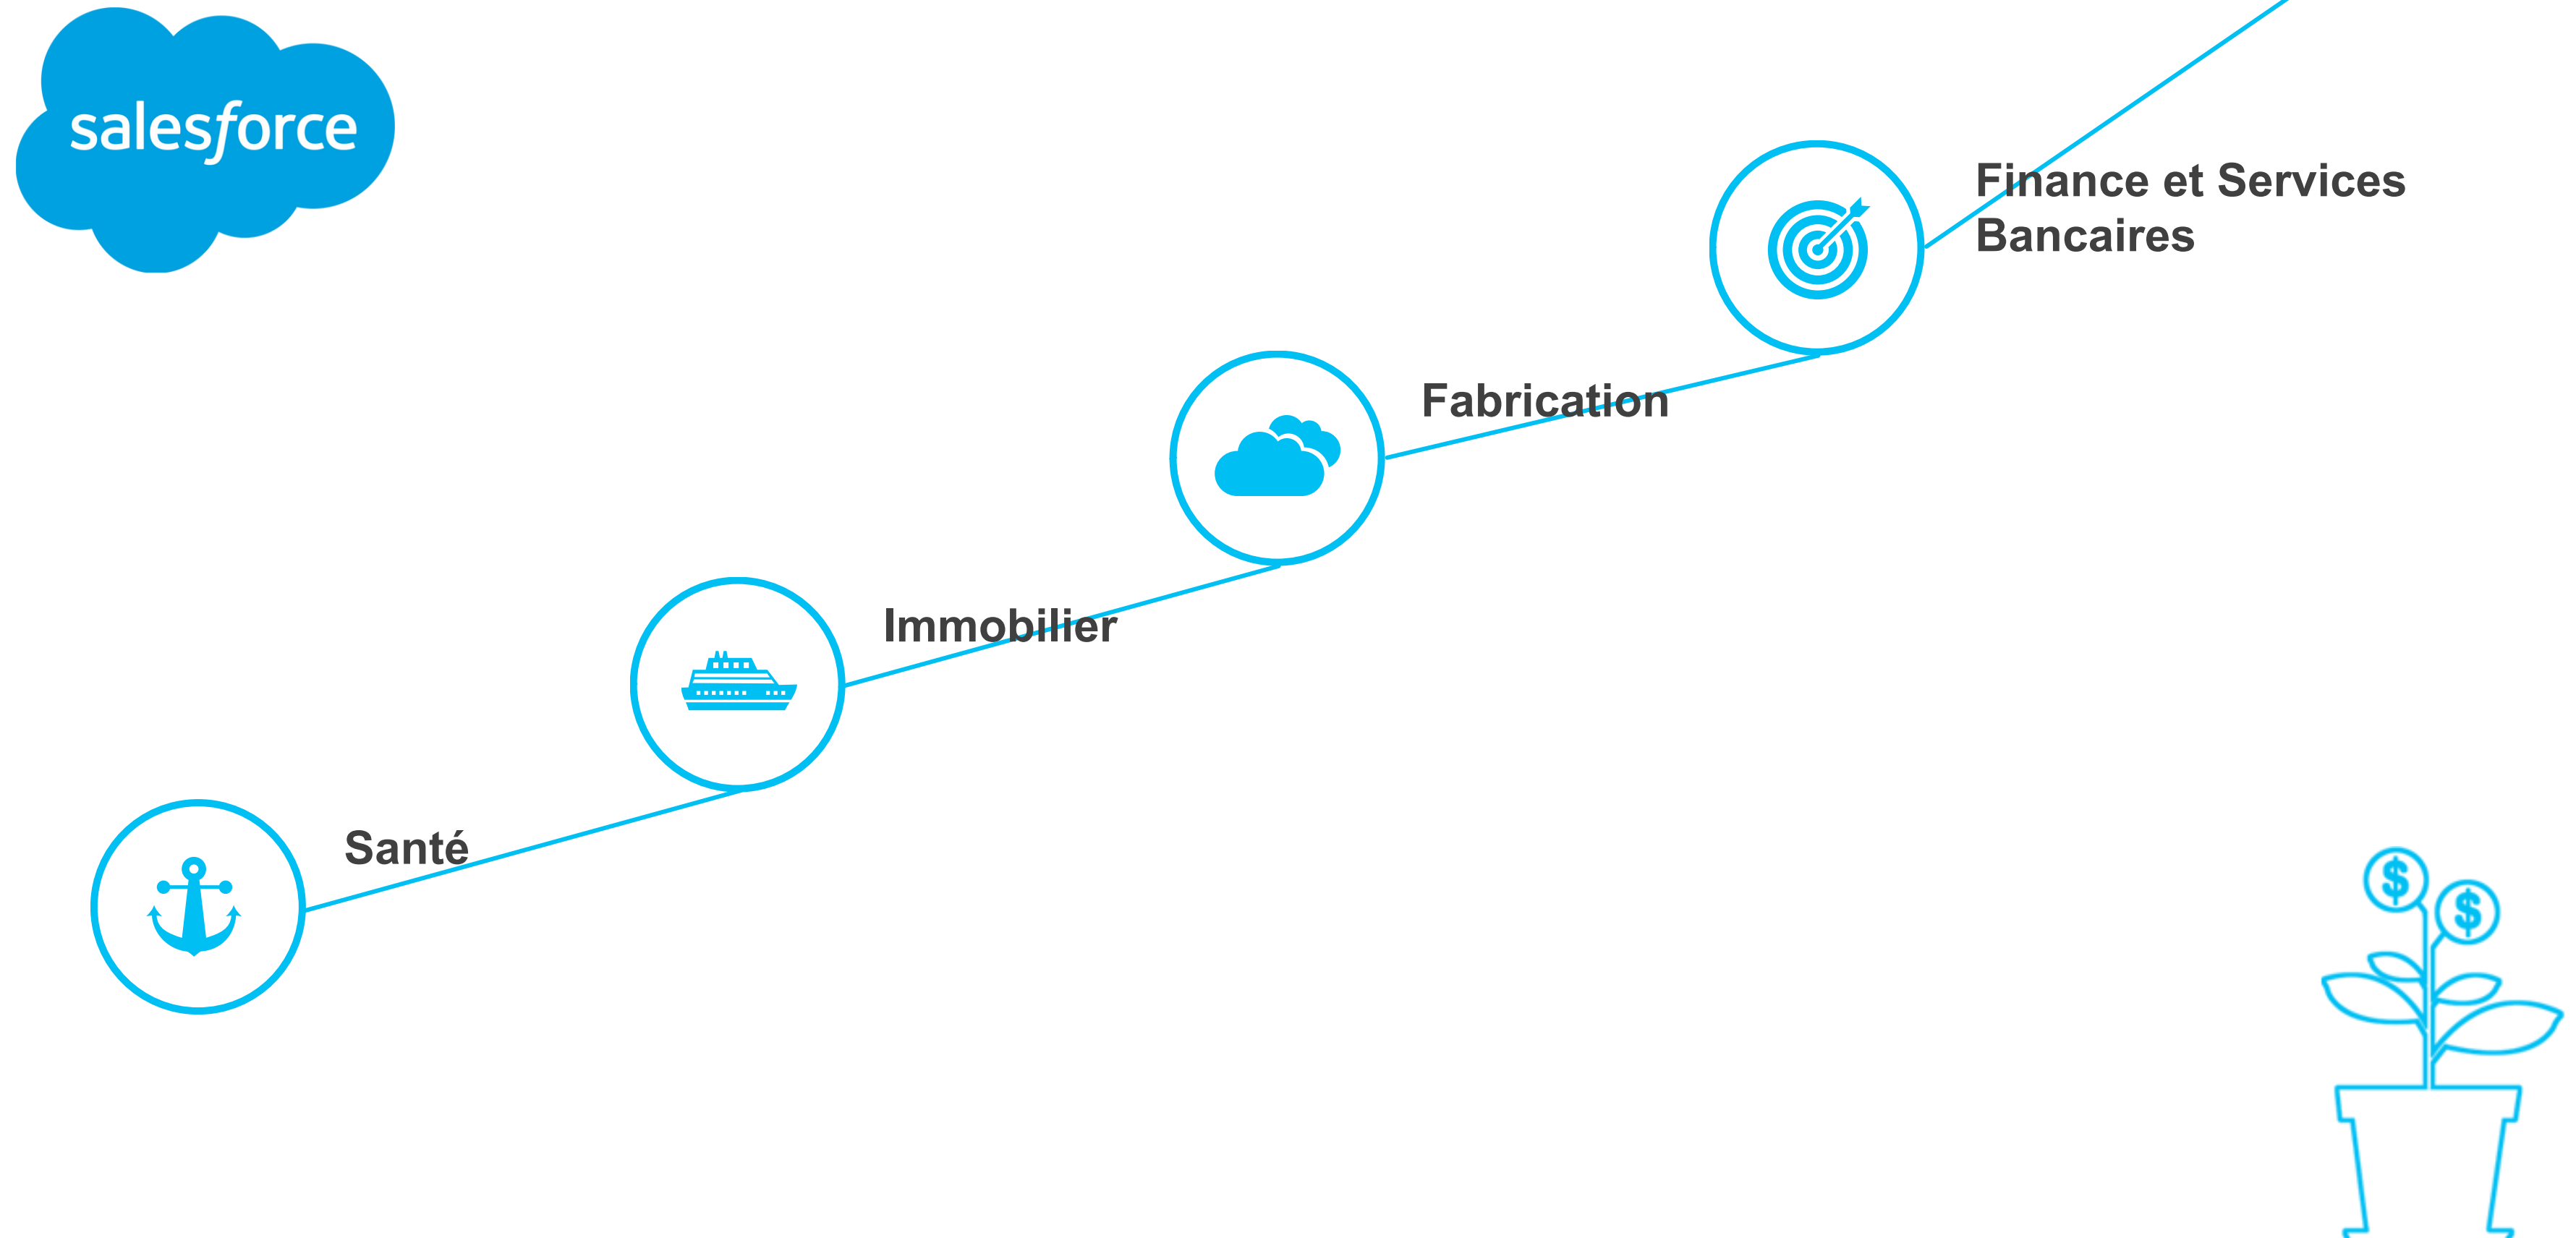 salesforce
Finance et Services
Bancaires
Fabrication
Immobilier
Santé
$
$